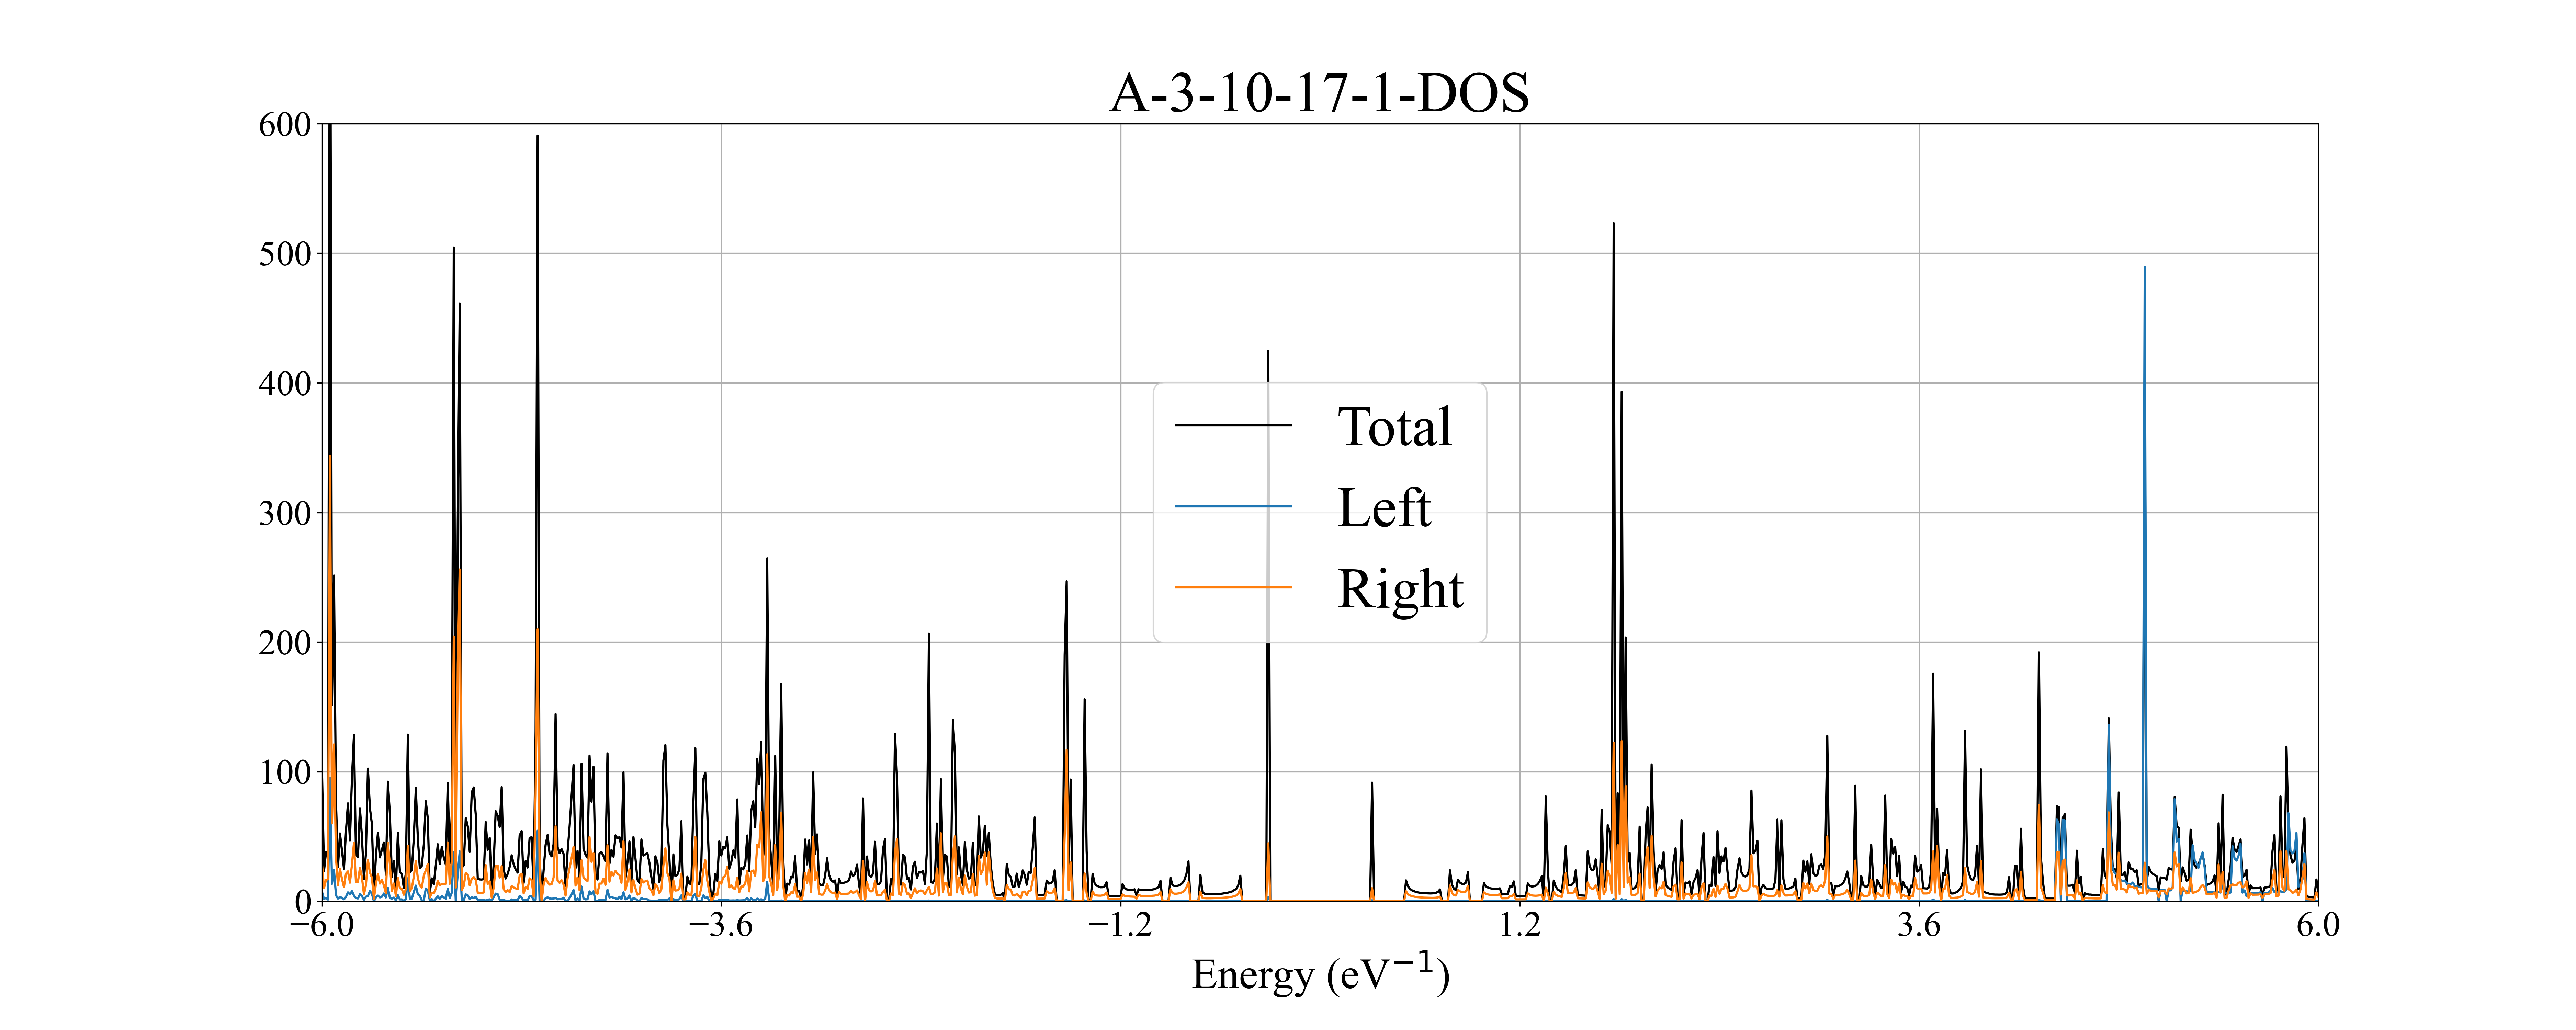 A-3-10-17-1-DOS
600
500
400
300
200
100
0
Total
Left
Right
−6.0 −3.6 −1.2 1.2 3.6 6.0
Energy (eV⁻¹)